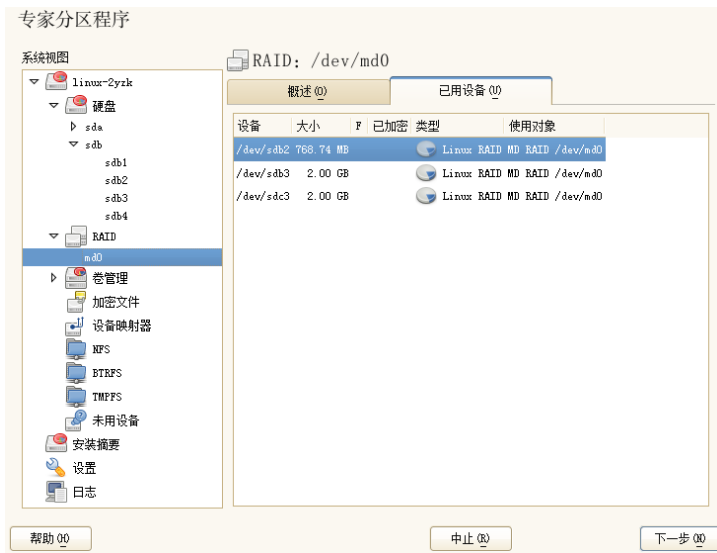 专家分区程序
系统视图
linux-2yzk
硬盘
sda
sdb
sdb1
sdb2
sdb3
sdb4
RAID
md0
卷管理
加密文件
设备映射器
NFS
BTRFS
TMPFS
未用设备
安装摘要
设置
日志
RAID: /dev/md0
概述(O) 已用设备(U)
设备 大小 F 已加密 类型 使用对象
/dev/sdb2 768.74 MB Linux RAID MD RAID /dev/md0
/dev/sdb3 2.00 GB Linux RAID MD RAID /dev/md0
/dev/sdc3 2.00 GB Linux RAID MD RAID /dev/md0
帮助(H) 中止(R) 下一步(N)